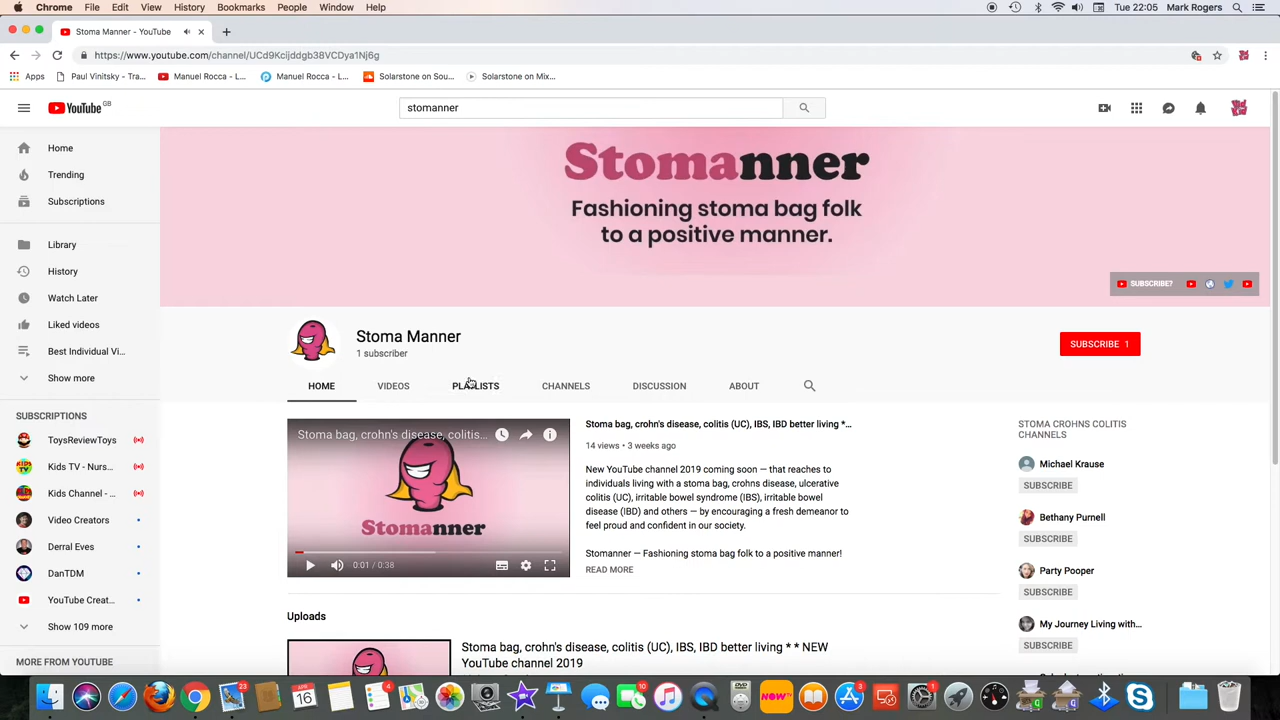 Chrome File Edit View History Bookmarks People Window Help Tue 22:05 Mark Rogers
Stoma Manner - YouTube
https://www.youtube.com/channel/UCd9Kcijddgb38VCDya1Nj6g
Apps Paul Vinitsky - Tra... Manuel Rocca - L... Manuel Rocca - L... Solarstone on Sou... Solarstone on Mix...
YouTube GB stomanner
Stomanner
Fashioning stoma bag folk
to a positive manner.
SUBSCRIBE?
Home
Trending
Subscriptions
Library
History
Watch Later
Liked videos
Best Individual Vi...
Show more
SUBSCRIPTIONS
ToysReviewToys
Kids TV - Nurs...
Kids Channel - ...
Video Creators
Derral Eves
DanTDM
YouTube Creat...
Show 109 more
MORE FROM YOUTUBE
Stoma Manner
1 subscriber
SUBSCRIBE 1
HOME VIDEOS PLAYLISTS CHANNELS DISCUSSION ABOUT
Stoma bag, crohn's disease, colitis...
Stomanner
0:01 / 0:38
Stoma bag, crohn's disease, colitis (UC), IBS, IBD better living *...
14 views • 3 weeks ago
New YouTube channel 2019 coming soon — that reaches to
individuals living with a stoma bag, crohns disease, ulcerative
colitis (UC), irritable bowel syndrome (IBS), irritable bowel
disease (IBD) and others — by encouraging a fresh demeanor to
feel proud and confident in our society.
Stomanner — Fashioning stoma bag folk to a positive manner!
READ MORE
STOMA CROHNS COLITIS
CHANNELS
Michael Krause
SUBSCRIBE
Bethany Purnell
SUBSCRIBE
Party Pooper
SUBSCRIBE
My Journey Living with...
SUBSCRIBE
Uploads
Stoma bag, crohn's disease, colitis (UC), IBS, IBD better living * * NEW
YouTube channel 2019
23 APR 16 4 10 NOW 3 1